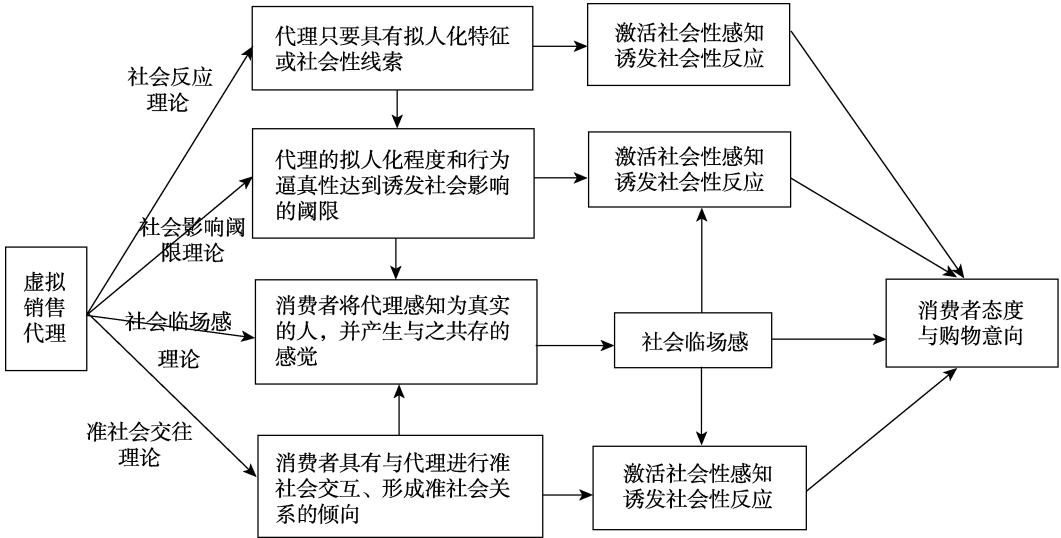 代理只要具有拟人化特征
或社会性线索
激活社会性感知
诱发社会性反应
社会反应
理论
代理的拟人化程度和行为
逼真性达到诱发社会影响
的阈限
激活社会性感知
诱发社会性反应
社会影响阈
限理论
虚拟
销售
代理
消费者将代理感知为真实
的人，并产生与之共存的
感觉
社会临场感
理论
社会临场感
消费者态度
与购物意向
准社会交往
理论
消费者具有与代理进行准
社会交互、形成准社会关
系的倾向
激活社会性感知
诱发社会性反应